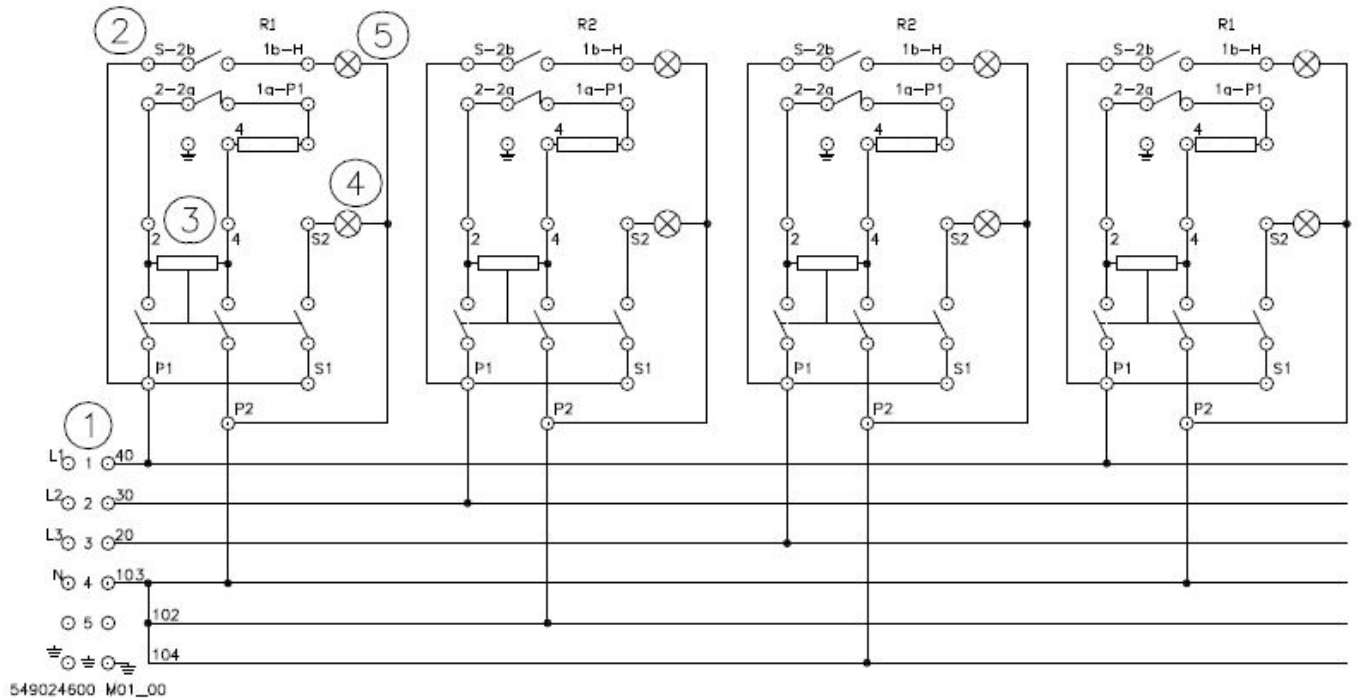 R1 R2 R2 R1
2 5
S-2b 1b-H S-2b 1b-H S-2b 1b-H S-2b 1b-H
2-2a 1a-P1 2-2a 1a-P1 2-2a 1a-P1 2-2a 1a-P1
4 4 4 4
4
3
2 4 S2 2 4 S2 2 4 S2 2 4 S2
P1 S1 P1 S1 P1 S1 P1 S1
P2 P2 P2 P2
1
L1 1 40
L2 2 30
L3 3 20
N 4 103
5 102
104
549024600 M01_00